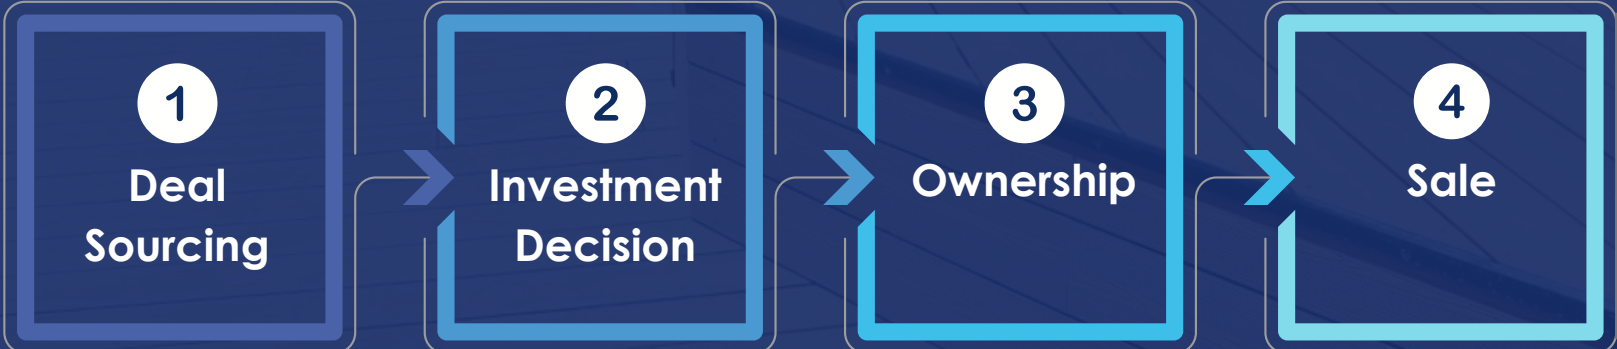 1
Deal
Sourcing
2
Investment
Decision
3
Ownership
4
Sale